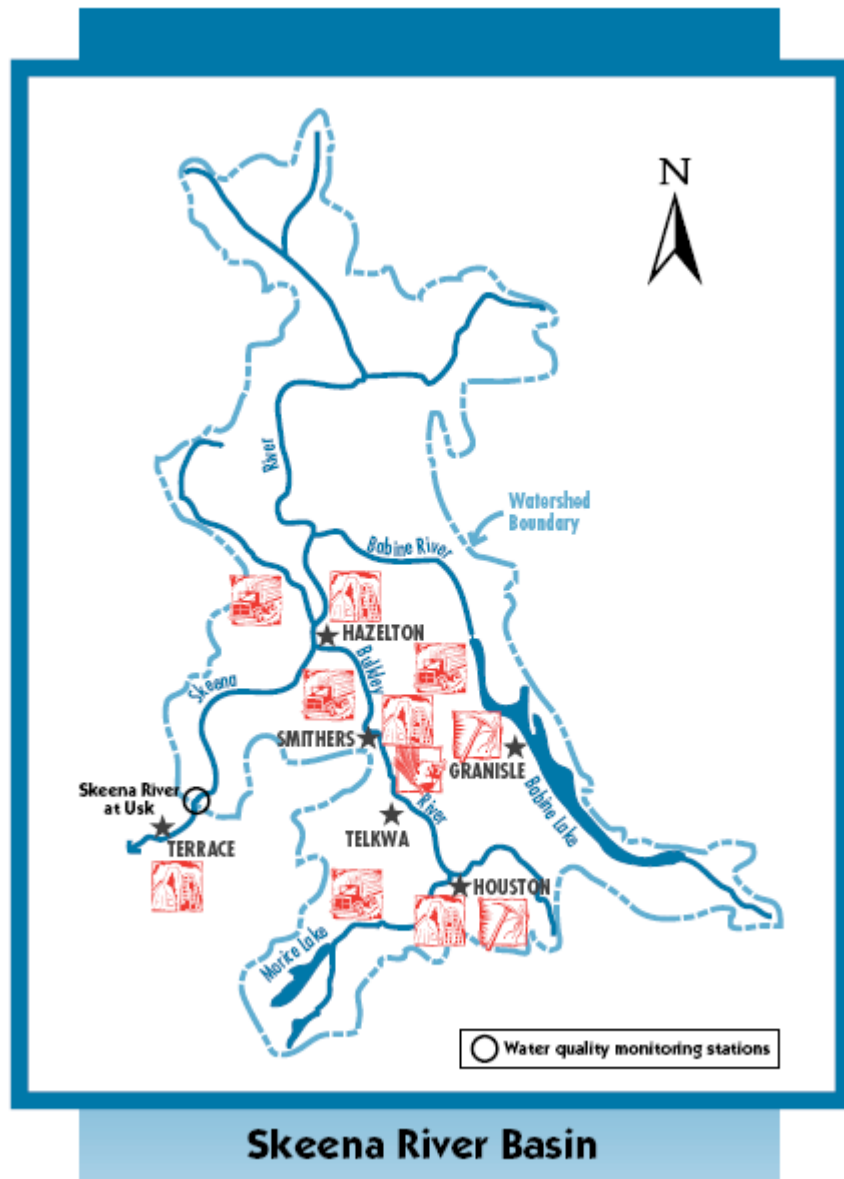 N
River
Watershed
Boundary
Babine River
HAZELTON
Bulkley
Skeena
SMITHERS
GRANISLE
Skeena River
at Usk
River
Babine Lake
TERRACE
TELKWA
HOUSTON
Morice Lake
Water quality monitoring stations
Skeena River Basin